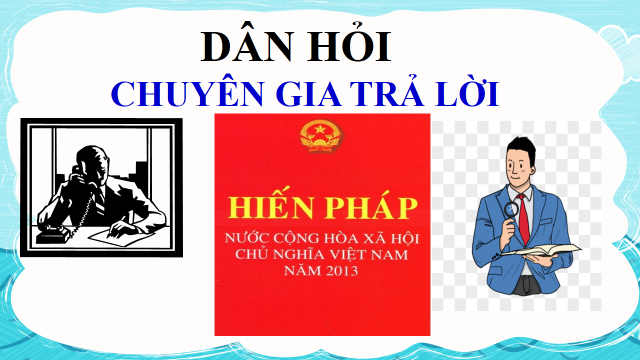 DÂN HỎI
CHUYÊN GIA TRẢ LỜI
HIẾN PHÁP
NƯỚC CỘNG HÒA XÃ HỘI
CHỦ NGHĨA VIỆT NAM
NĂM 2013